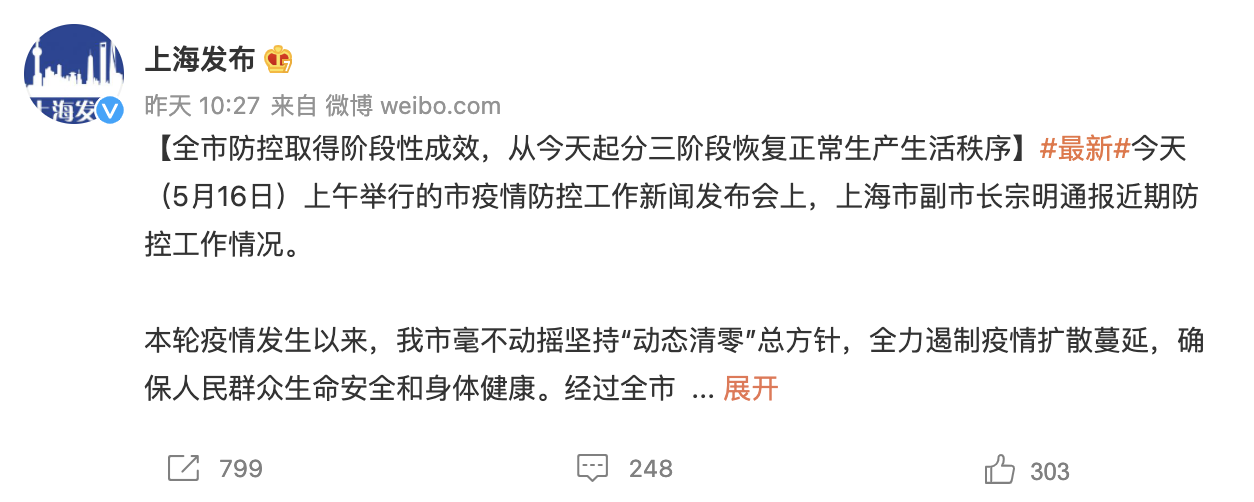 上海发布
上海发
昨天 10:27 来自 微博 weibo.com
【全市防控取得阶段性成效，从今天起分三阶段恢复正常生产生活秩序】#最新#今天
（5月16日）上午举行的市疫情防控工作新闻发布会上，上海市副市长宗明通报近期防
控工作情况。
本轮疫情发生以来，我市毫不动摇坚持“动态清零”总方针，全力遏制疫情扩散蔓延，确
保人民群众生命安全和身体健康。经过全市 ... 展开
799 248 303